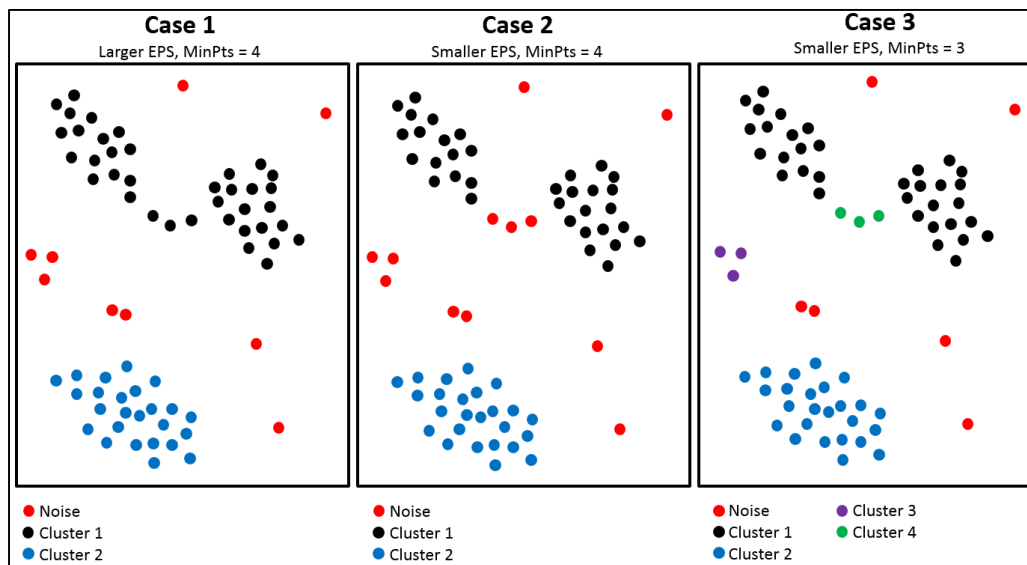 Case 1
Larger EPS, MinPts = 4
Noise
Cluster 1
Cluster 2
Case 2
Smaller EPS, MinPts = 4
Noise
Cluster 1
Cluster 2
Case 3
Smaller EPS, MinPts = 3
Noise
Cluster 1
Cluster 2
Cluster 3
Cluster 4